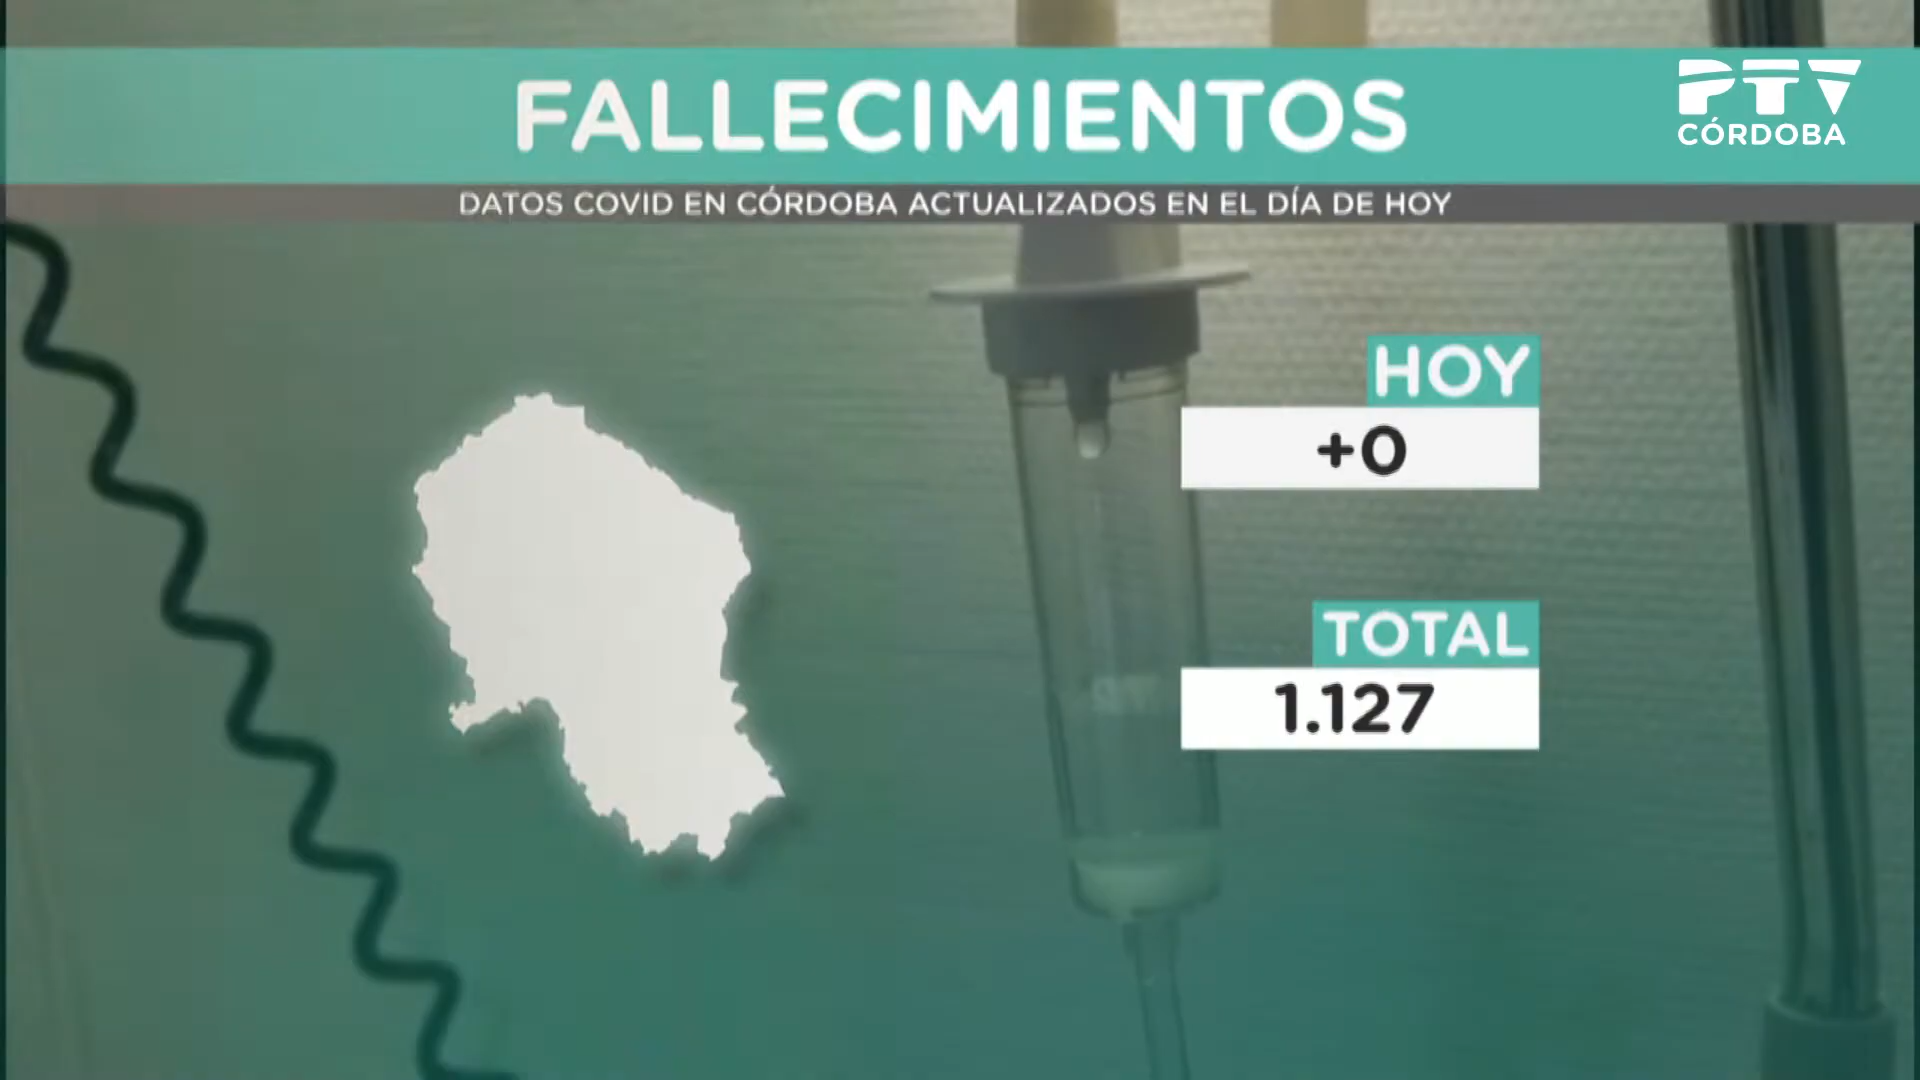 FALLECIMIENTOS
PTV
CÓRDOBA
DATOS COVID EN CÓRDOBA ACTUALIZADOS EN EL DÍA DE HOY
HOY
+0
TOTAL
1.127